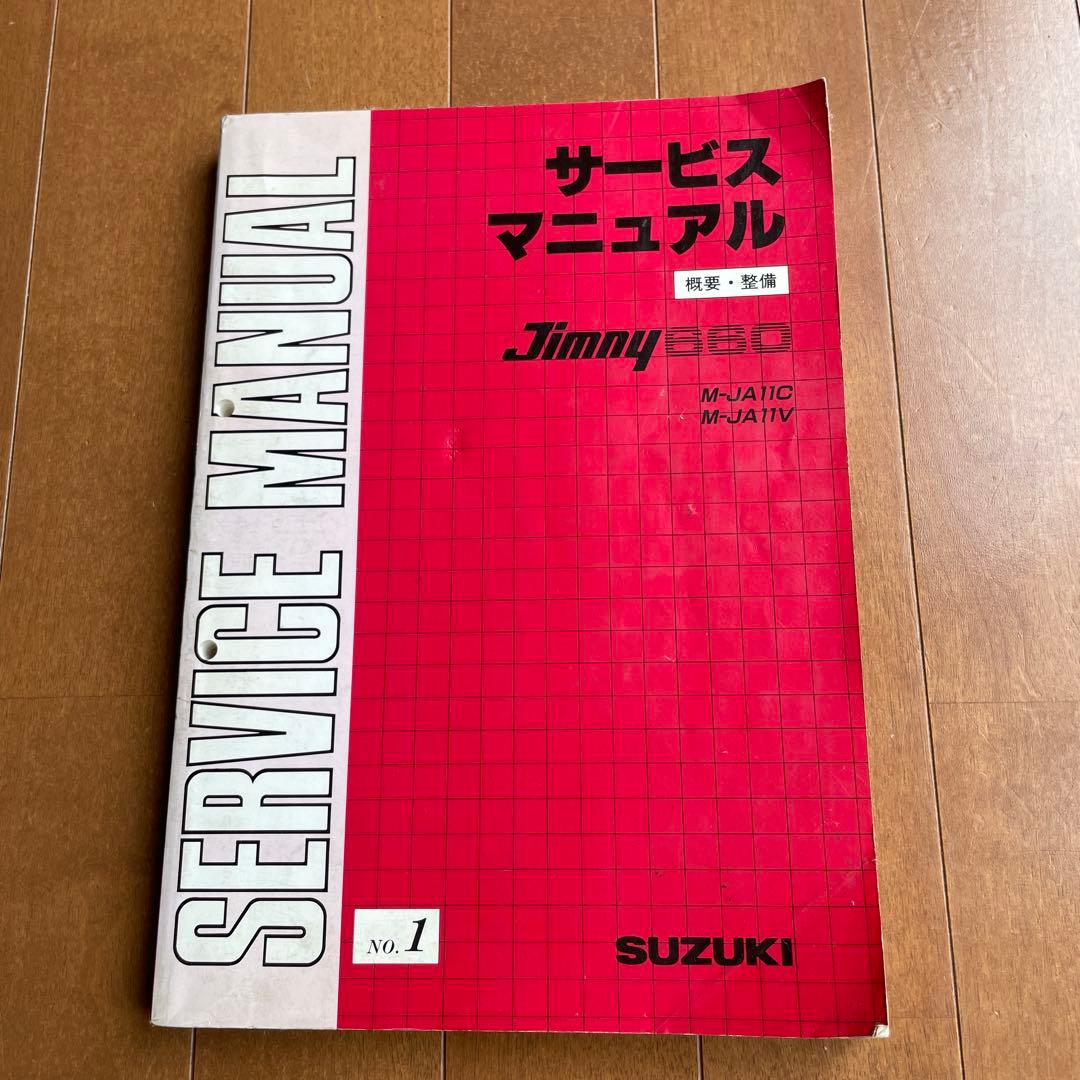 SERVICE MANUAL
サービス
マニュアル
概要・整備
Jimny 660
M-JA11C
M-JA11V
NO. 1
SUZUKI